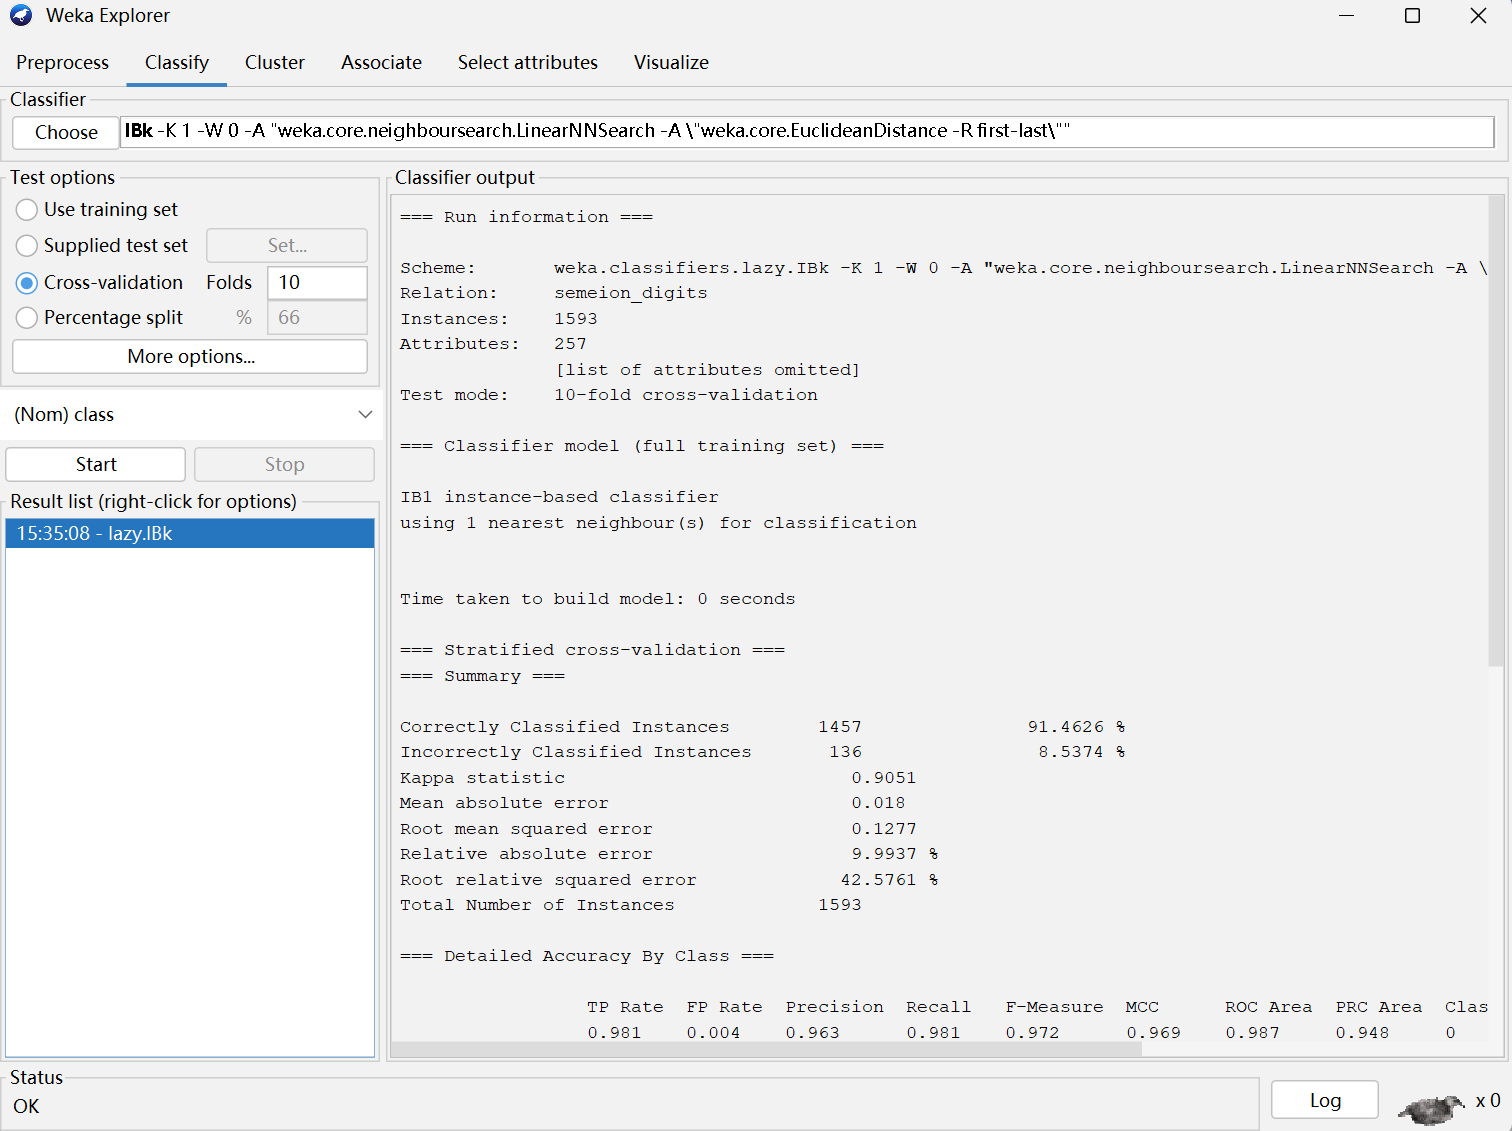 Weka Explorer
Preprocess Classify Cluster Associate Select attributes Visualize
Classifier
Choose IBk -K 1 -W 0 -A "weka.core.neighboursearch.LinearNNSearch -A \"weka.core.EuclideanDistance -R first-last\""
Test options
Use training set
Supplied test set Set...
Cross-validation Folds 10
Percentage split % 66
More options...
(Nom) class
Start Stop
Result list (right-click for options)
15:35:08 - lazy.IBk
Classifier output
=== Run information ===
Scheme: weka.classifiers.lazy.IBk -K 1 -W 0 -A "weka.core.neighboursearch.LinearNNSearch -A \
Relation: semeion_digits
Instances: 1593
Attributes: 257
[list of attributes omitted]
Test mode: 10-fold cross-validation
=== Classifier model (full training set) ===
IB1 instance-based classifier
using 1 nearest neighbour(s) for classification
Time taken to build model: 0 seconds
=== Stratified cross-validation ===
=== Summary ===
Correctly Classified Instances 1457 91.4626 %
Incorrectly Classified Instances 136 8.5374 %
Kappa statistic 0.9051
Mean absolute error 0.018
Root mean squared error 0.1277
Relative absolute error 9.9937 %
Root relative squared error 42.5761 %
Total Number of Instances 1593
=== Detailed Accuracy By Class ===
TP Rate FP Rate Precision Recall F-Measure MCC ROC Area PRC Area Clas
0.981 0.004 0.963 0.981 0.972 0.969 0.987 0.948 0
Status
OK
Log
x 0